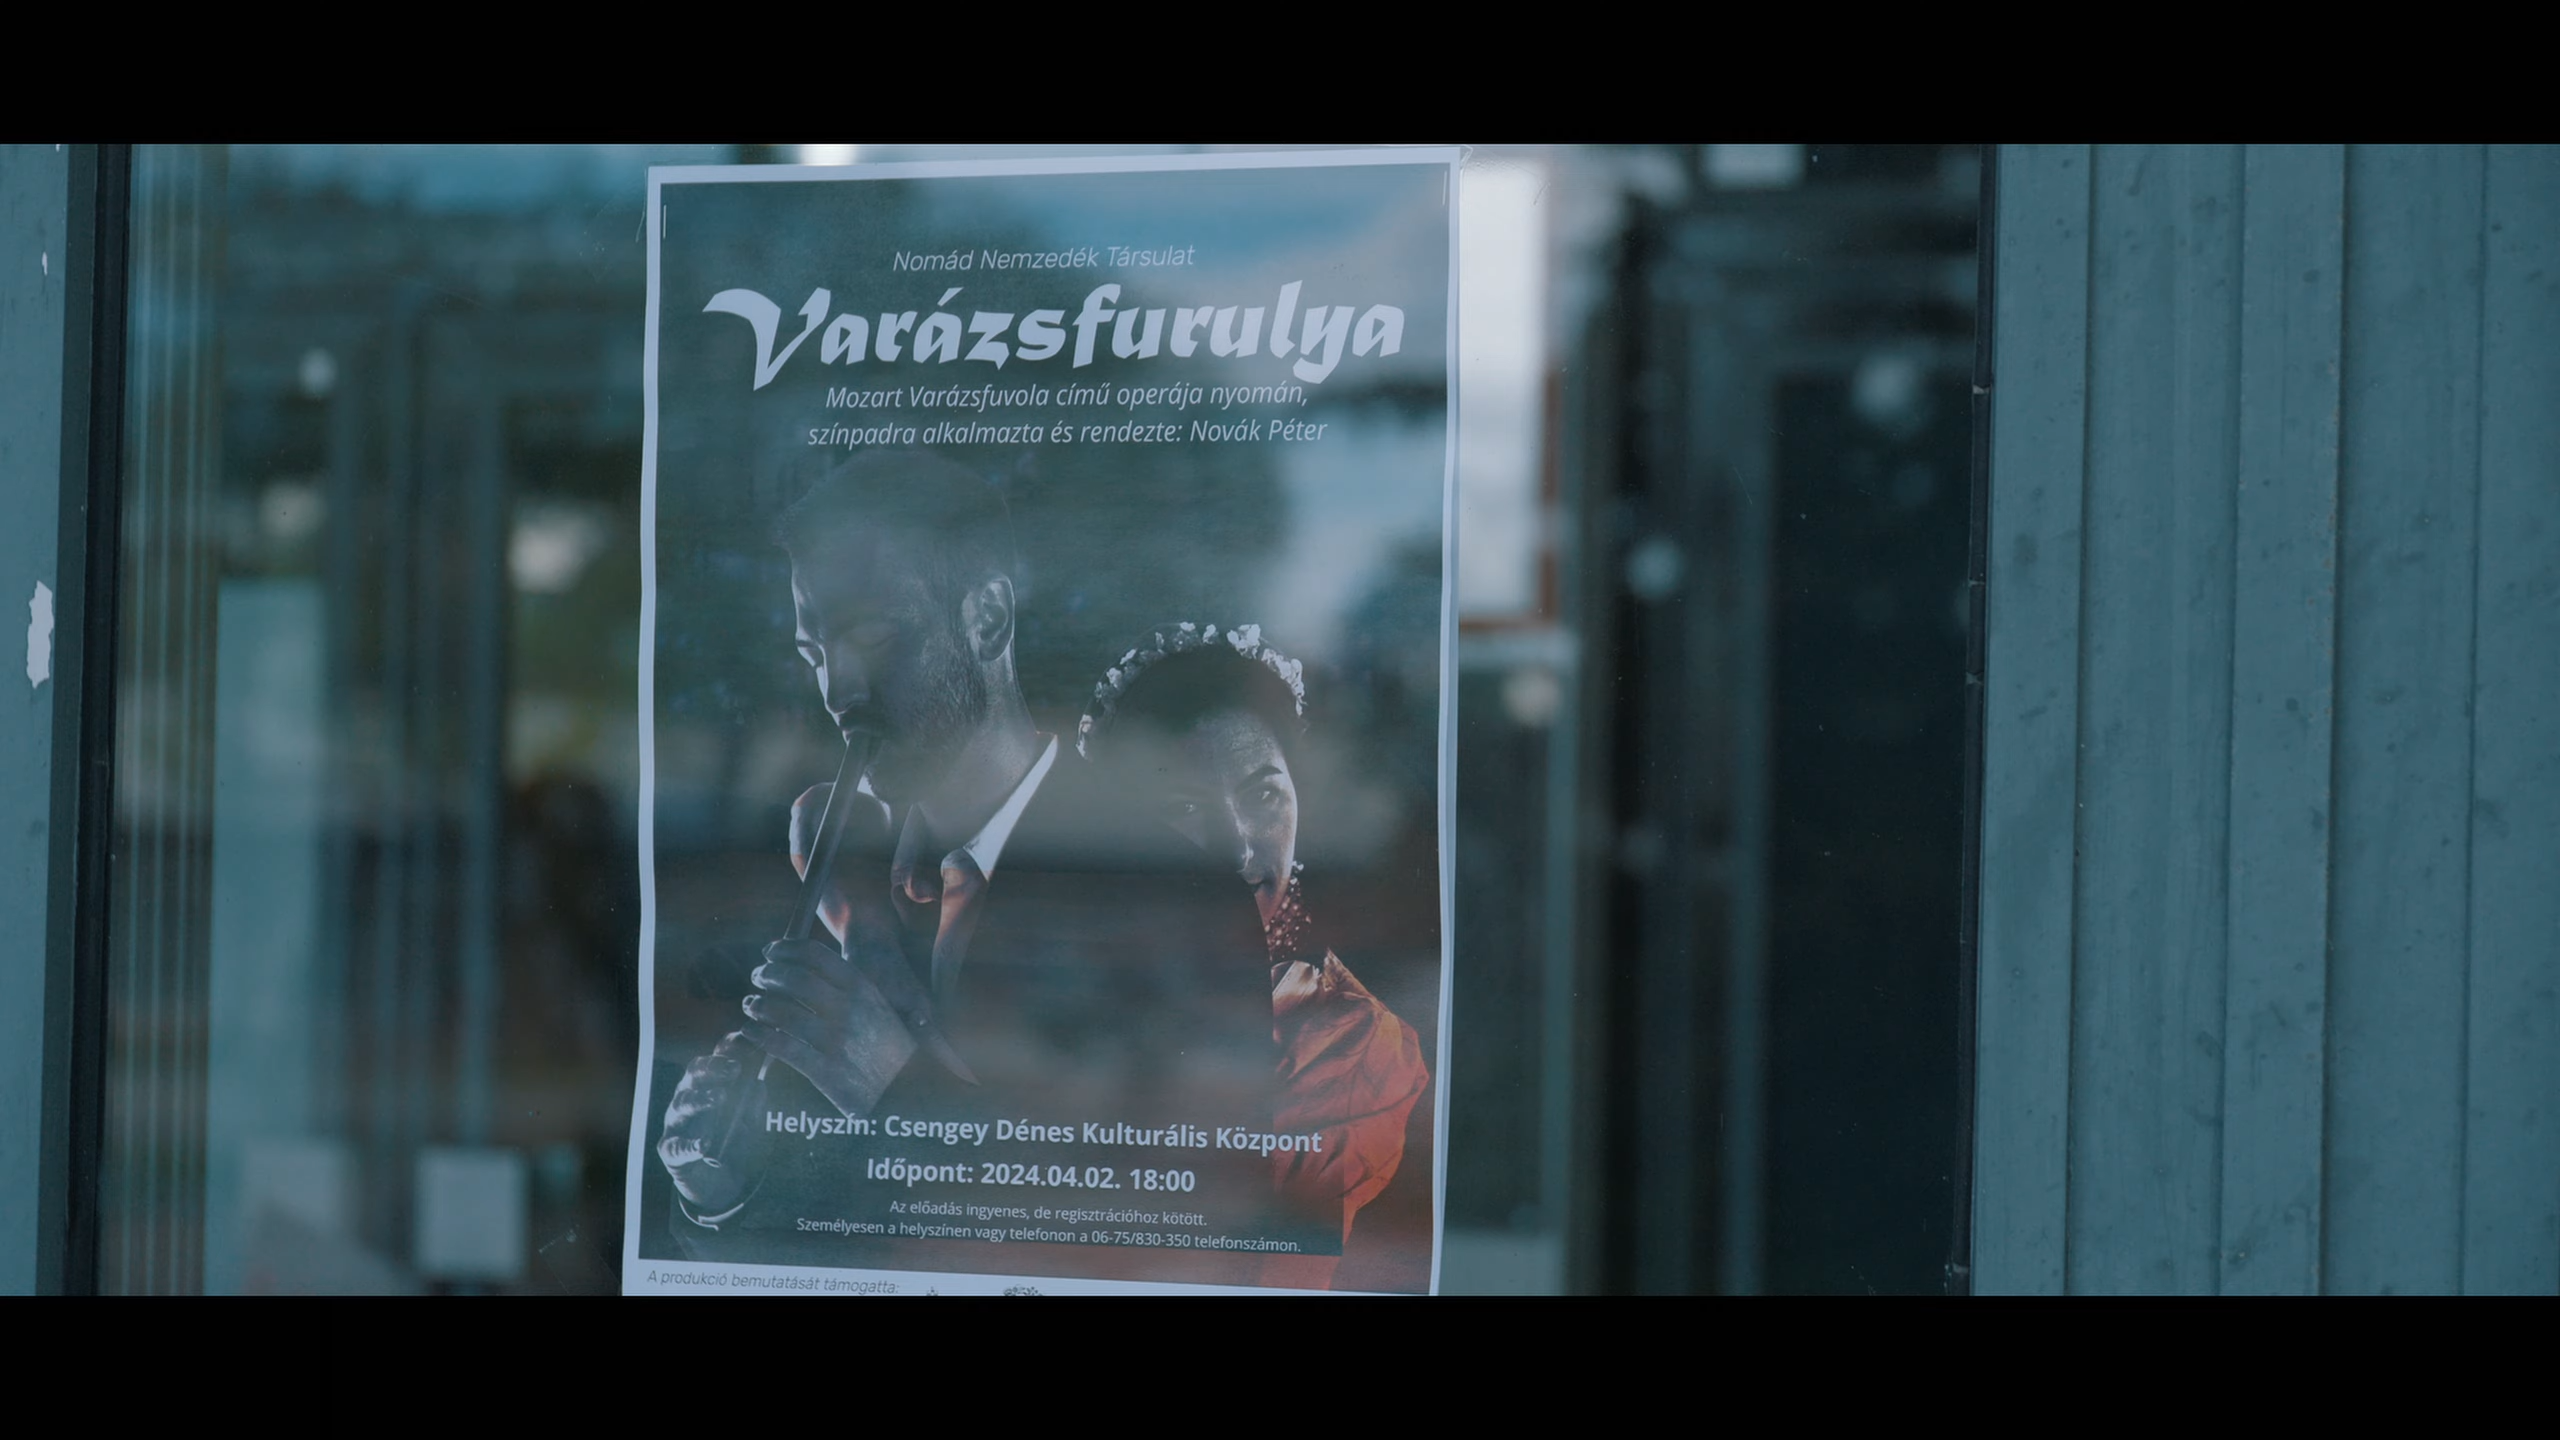 Nomád Nemzedék Társulat
Varázsfurulya
Mozart Varázsfuvola című operája nyomán,
színpadra alkalmazta és rendezte: Novák Péter
Helyszín: Csengey Dénes Kulturális Központ
Időpont: 2024.04.02. 18:00
Az előadás ingyenes, de regisztrációhoz kötött.
Személyesen a helyszínen vagy telefonon a 06-75/830-350 telefonszámon.
A produkció bemutatását támogatta: